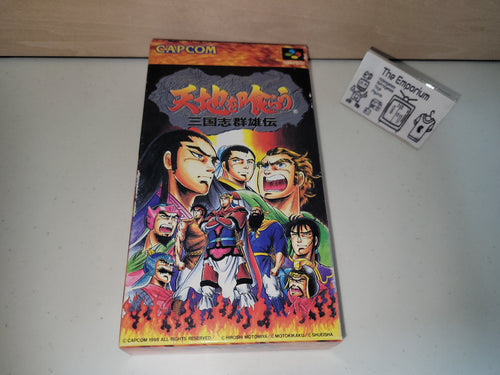 CAPCOM
天地を喰らう
三国志群雄伝
The Emporium
©CAPCOM 1995 ALL RIGHTS RESERVED.
©HIROSHI MOTOMIYA/©MOTOKIKAKU/©SHUEISHA